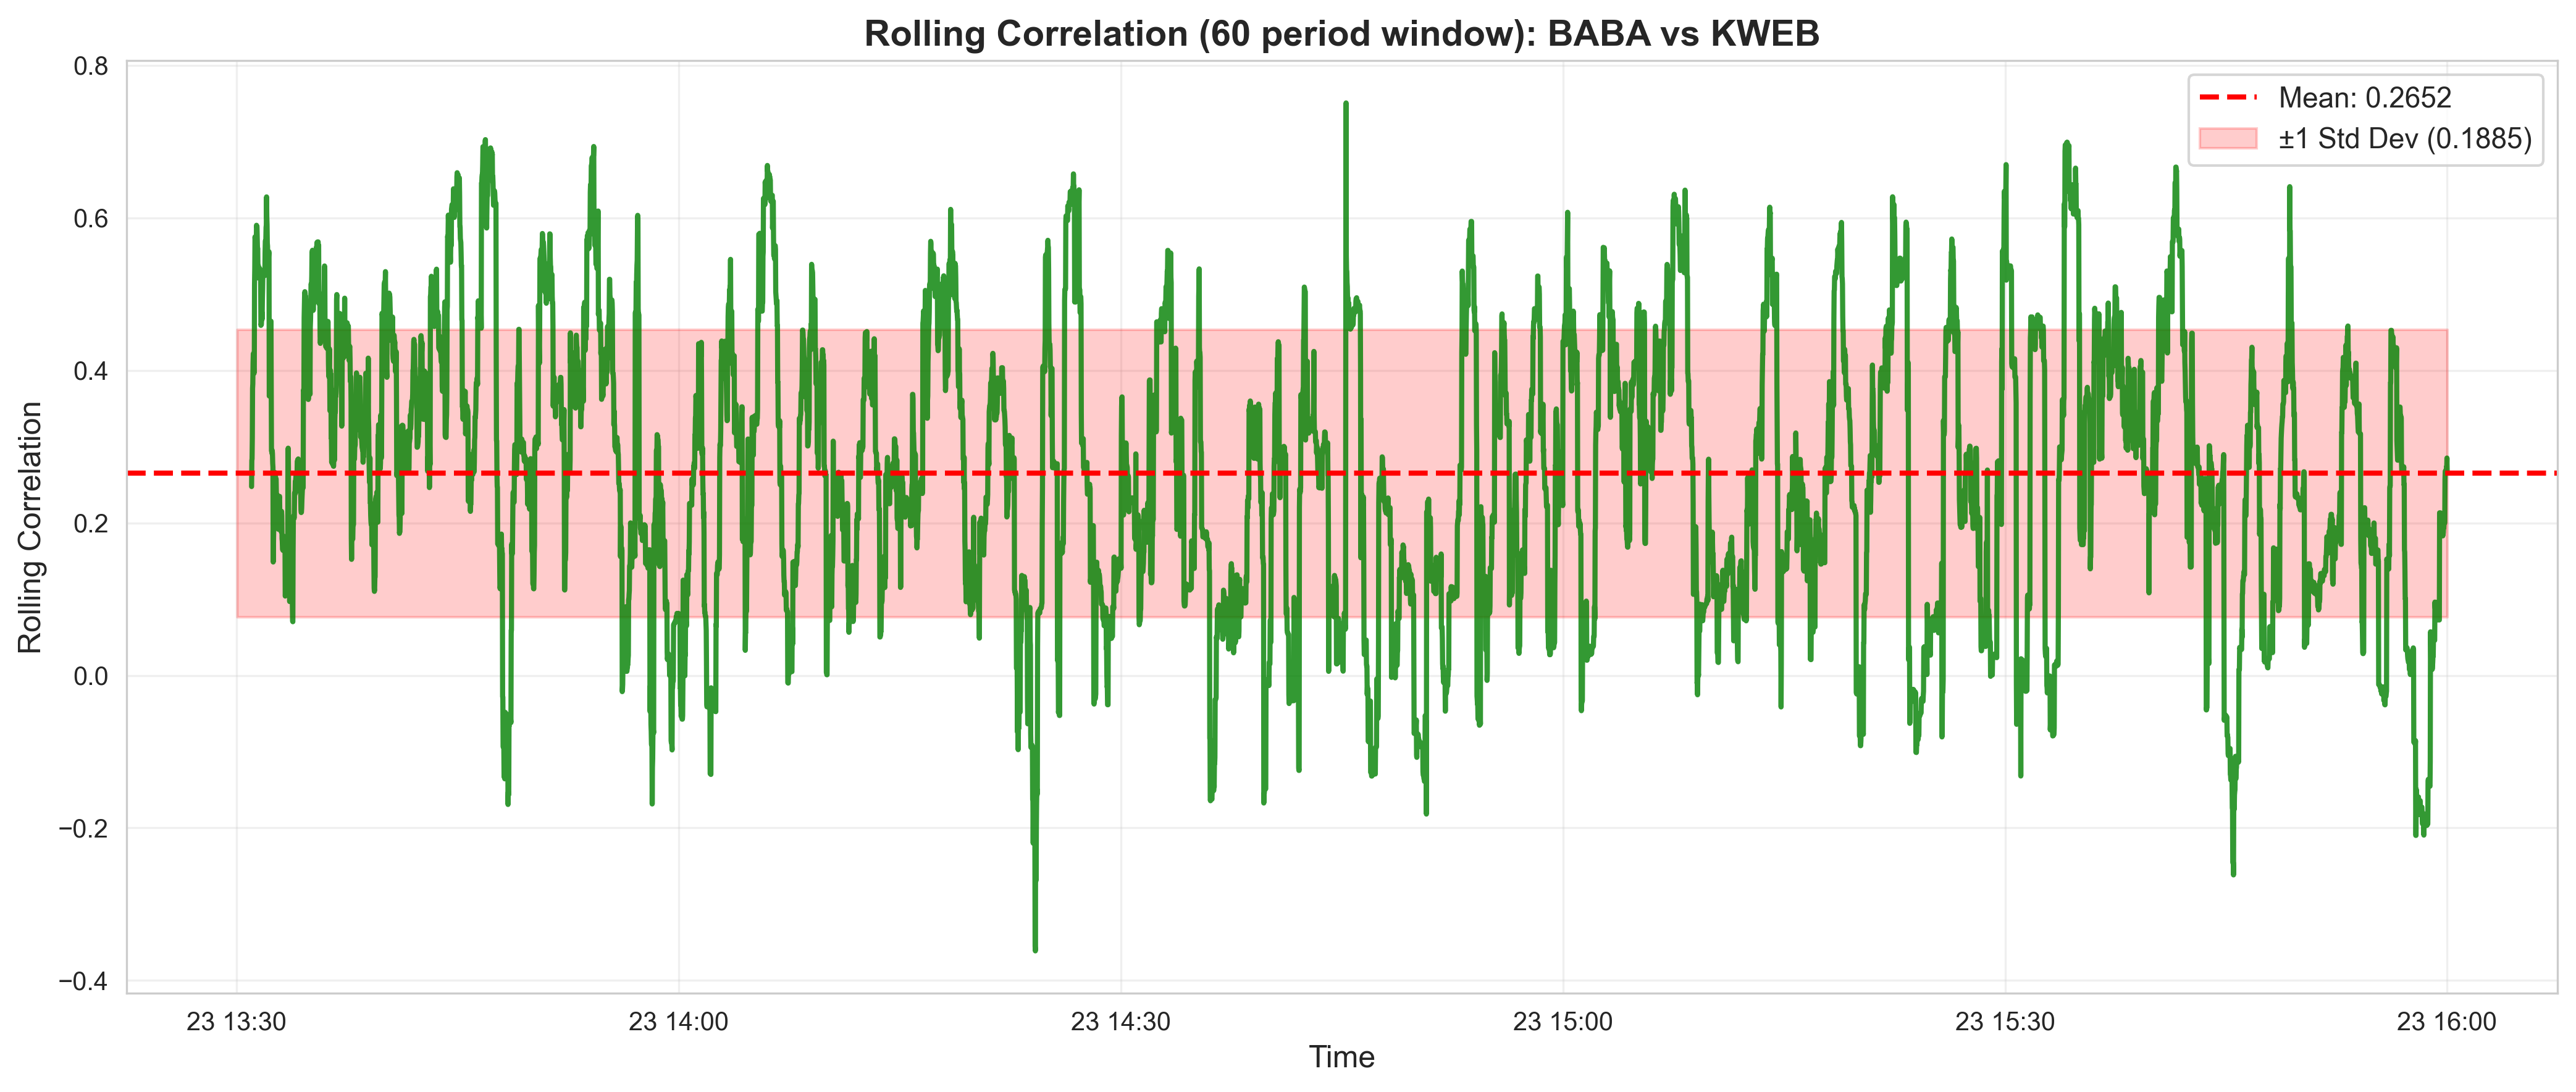 Rolling Correlation (60 period window): BABA vs KWEB
Mean: 0.2652
±1 Std Dev (0.1885)
Rolling Correlation
0.8
0.6
0.4
0.2
0.0
−0.2
−0.4
23 13:30
23 14:00
23 14:30
23 15:00
23 15:30
23 16:00
Time